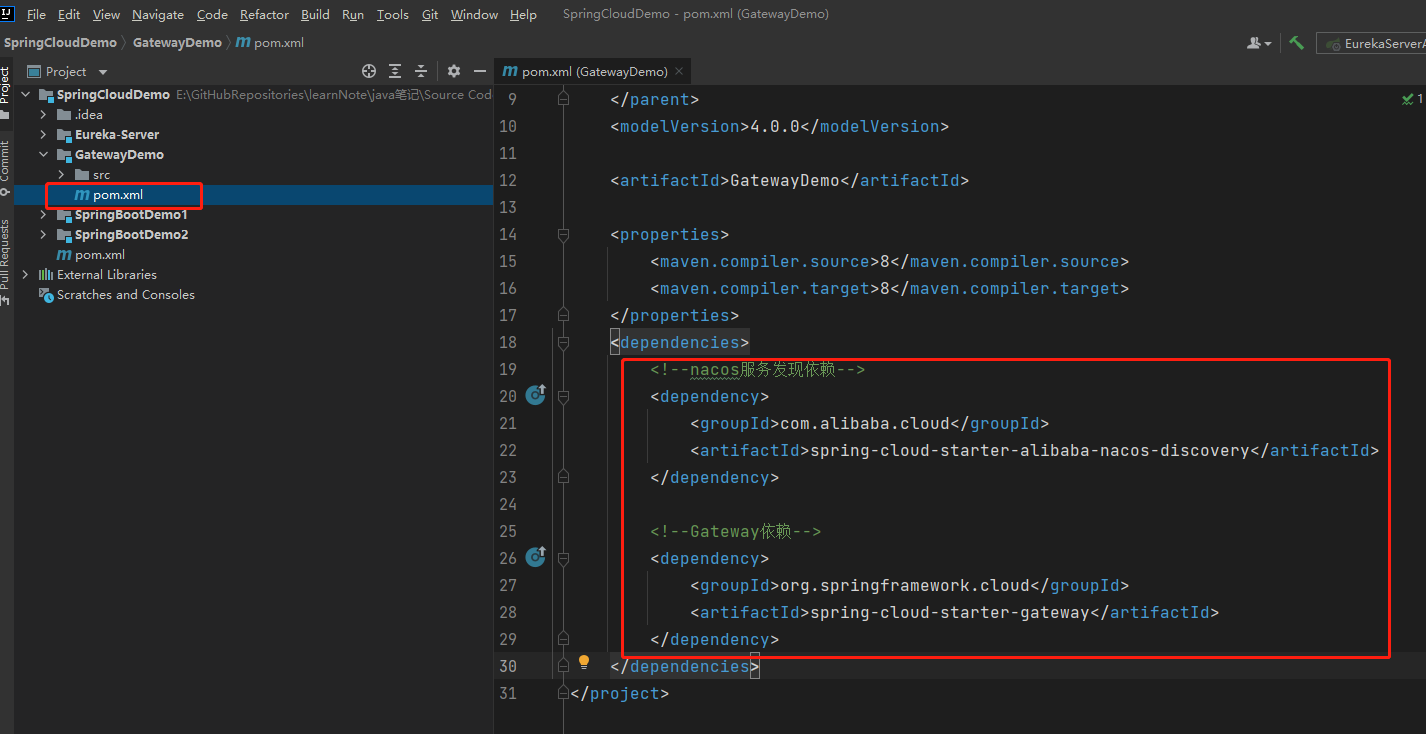 File Edit View Navigate Code Refactor Build Run Tools Git Window Help SpringCloudDemo - pom.xml (GatewayDemo)
SpringCloudDemo GatewayDemo pom.xml
EurekaServerA
Project
Project
Commit
Pull Requests
SpringCloudDemo E:\GitHubRepositories\learnNote\java笔记\Source Cod
.idea
Eureka-Server
GatewayDemo
src
pom.xml
SpringBootDemo1
SpringBootDemo2
pom.xml
External Libraries
Scratches and Consoles
pom.xml (GatewayDemo)
1
9 </parent>
10 <modelVersion>4.0.0</modelVersion>
11
12 <artifactId>GatewayDemo</artifactId>
13
14 <properties>
15 <maven.compiler.source>8</maven.compiler.source>
16 <maven.compiler.target>8</maven.compiler.target>
17 </properties>
18 <dependencies>
19 <!--nacos服务发现依赖-->
20 <dependency>
21 <groupId>com.alibaba.cloud</groupId>
22 <artifactId>spring-cloud-starter-alibaba-nacos-discovery</artifactId>
23 </dependency>
24
25 <!--Gateway依赖-->
26 <dependency>
27 <groupId>org.springframework.cloud</groupId>
28 <artifactId>spring-cloud-starter-gateway</artifactId>
29 </dependency>
30 </dependencies>
31 </project>